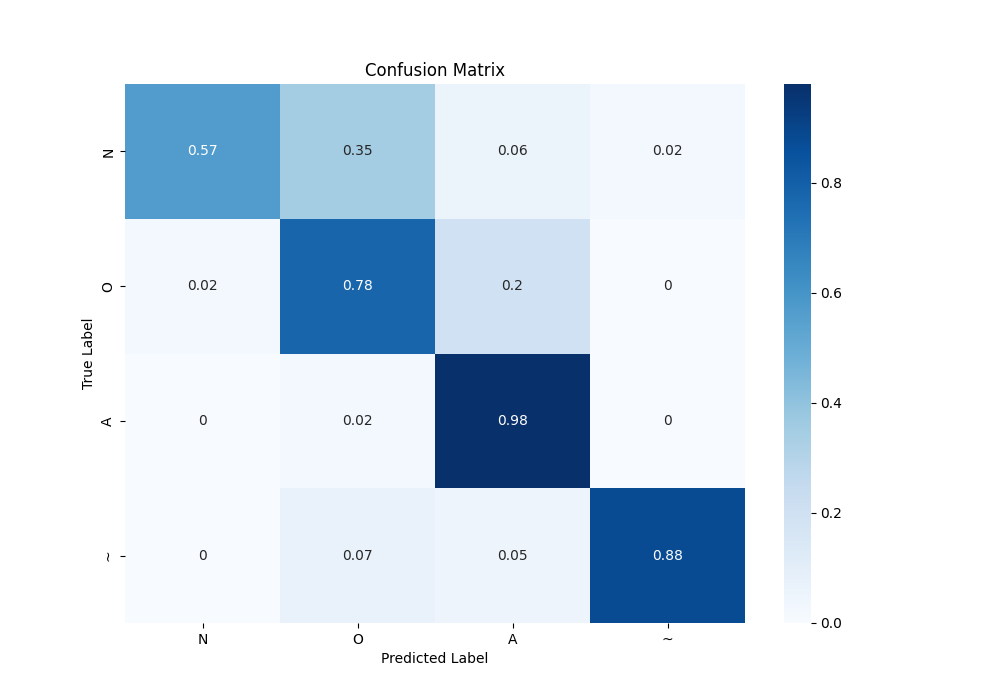 Confusion Matrix
N 0.57 0.35 0.06 0.02
O 0.02 0.78 0.2 0
A 0 0.02 0.98 0
~ 0 0.07 0.05 0.88
N O A ~
True Label
Predicted Label
0.8
0.6
0.4
0.2
0.0